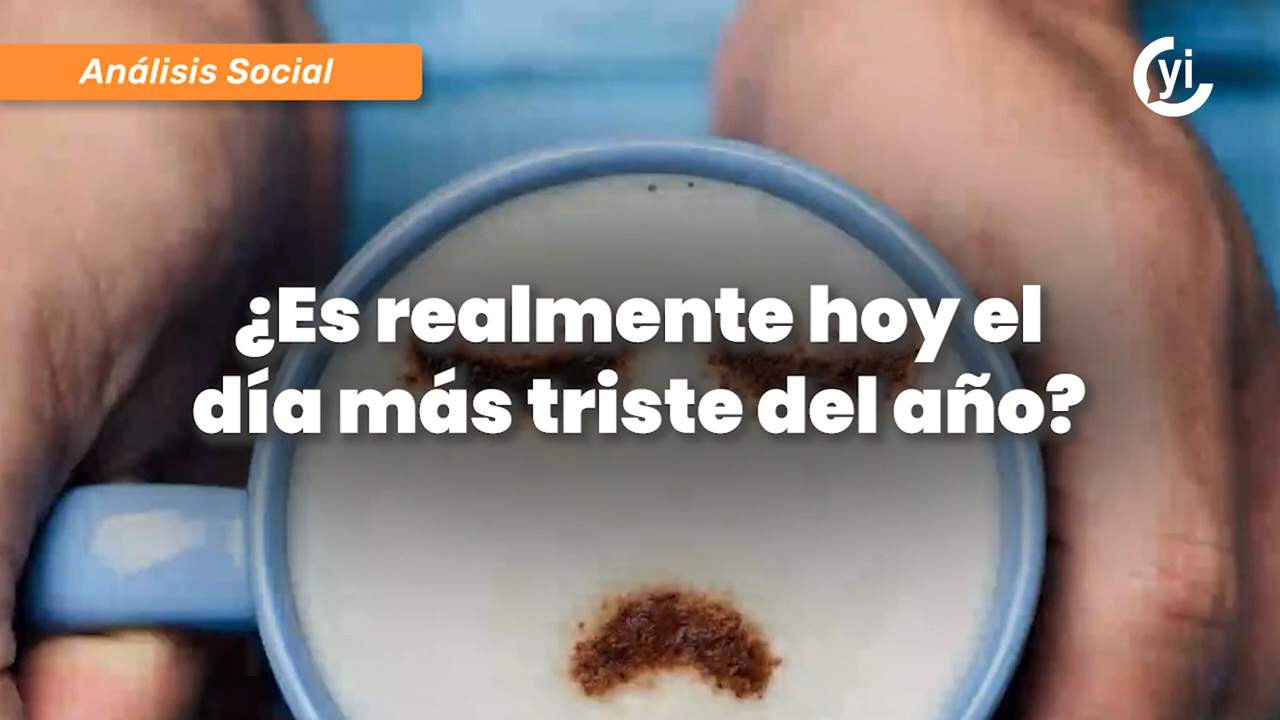 Análisis Social
yi
¿Es realmente hoy el
día más triste del año?